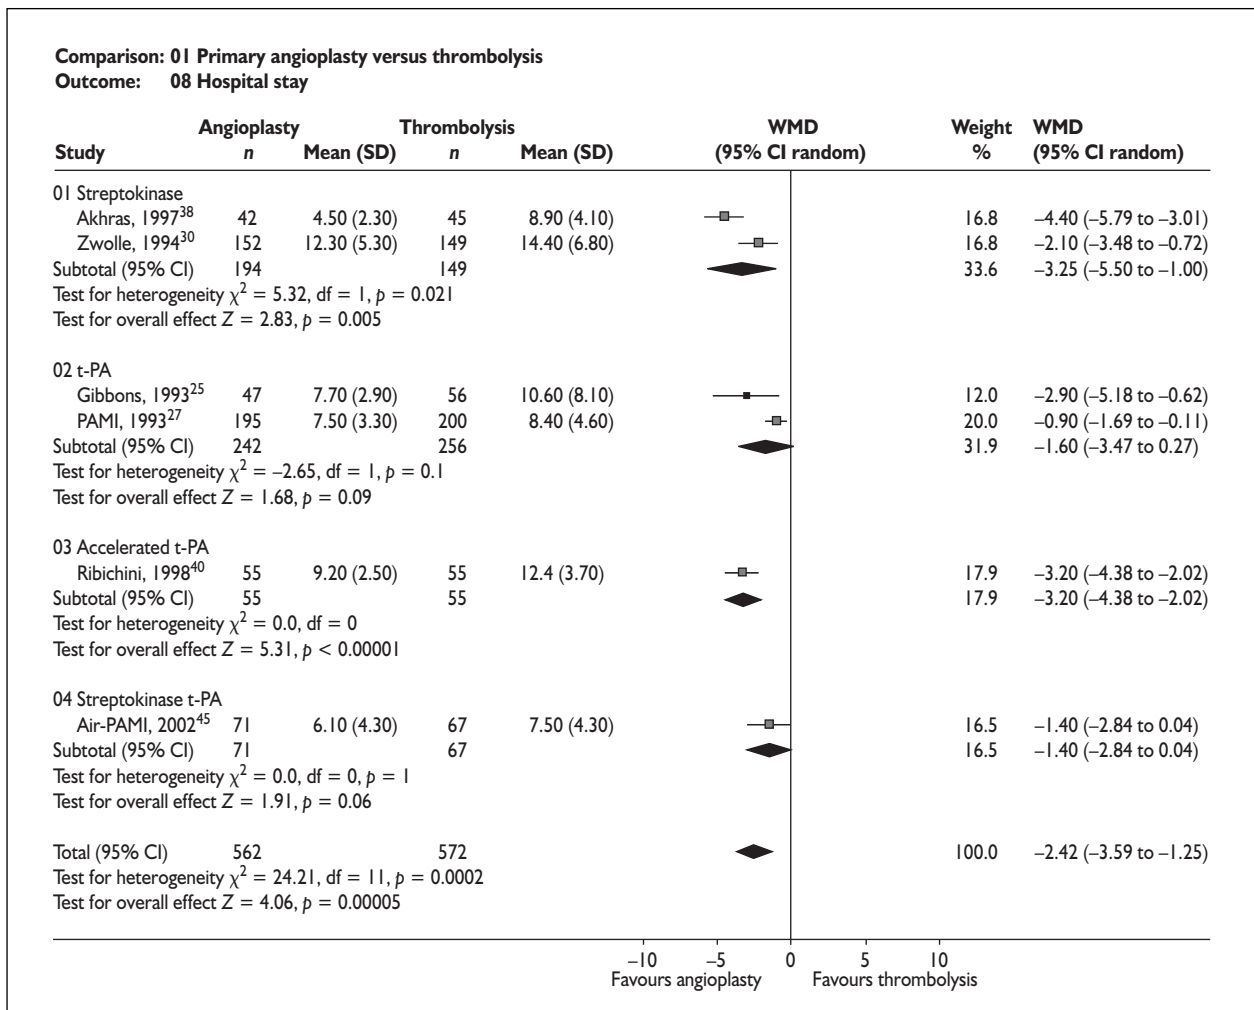 Comparison: 01 Primary angioplasty versus thrombolysis
Outcome: 08 Hospital stay
Angioplasty Thrombolysis WMD Weight WMD
Study n Mean (SD) n Mean (SD) (95% CI random) % (95% CI random)
01 Streptokinase
Akhras, 1997³⁸ 42 4.50 (2.30) 45 8.90 (4.10) 16.8 –4.40 (–5.79 to –3.01)
Zwolle, 1994³⁰ 152 12.30 (5.30) 149 14.40 (6.80) 16.8 –2.10 (–3.48 to –0.72)
Subtotal (95% CI) 194 149 33.6 –3.25 (–5.50 to –1.00)
Test for heterogeneity χ² = 5.32, df = 1, p = 0.021
Test for overall effect Z = 2.83, p = 0.005
02 t-PA
Gibbons, 1993²⁵ 47 7.70 (2.90) 56 10.60 (8.10) 12.0 –2.90 (–5.18 to –0.62)
PAMI, 1993²⁷ 195 7.50 (3.30) 200 8.40 (4.60) 20.0 –0.90 (–1.69 to –0.11)
Subtotal (95% CI) 242 256 31.9 –1.60 (–3.47 to 0.27)
Test for heterogeneity χ² = –2.65, df = 1, p = 0.1
Test for overall effect Z = 1.68, p = 0.09
03 Accelerated t-PA
Ribichini, 1998⁴⁰ 55 9.20 (2.50) 55 12.4 (3.70) 17.9 –3.20 (–4.38 to –2.02)
Subtotal (95% CI) 55 55 17.9 –3.20 (–4.38 to –2.02)
Test for heterogeneity χ² = 0.0, df = 0
Test for overall effect Z = 5.31, p < 0.00001
04 Streptokinase t-PA
Air-PAMI, 2002⁴⁵ 71 6.10 (4.30) 67 7.50 (4.30) 16.5 –1.40 (–2.84 to 0.04)
Subtotal (95% CI) 71 67 16.5 –1.40 (–2.84 to 0.04)
Test for heterogeneity χ² = 0.0, df = 0, p = 1
Test for overall effect Z = 1.91, p = 0.06
Total (95% CI) 562 572 100.0 –2.42 (–3.59 to –1.25)
Test for heterogeneity χ² = 24.21, df = 11, p = 0.0002
Test for overall effect Z = 4.06, p = 0.00005
–10 –5 0 5 10
Favours angioplasty Favours thrombolysis